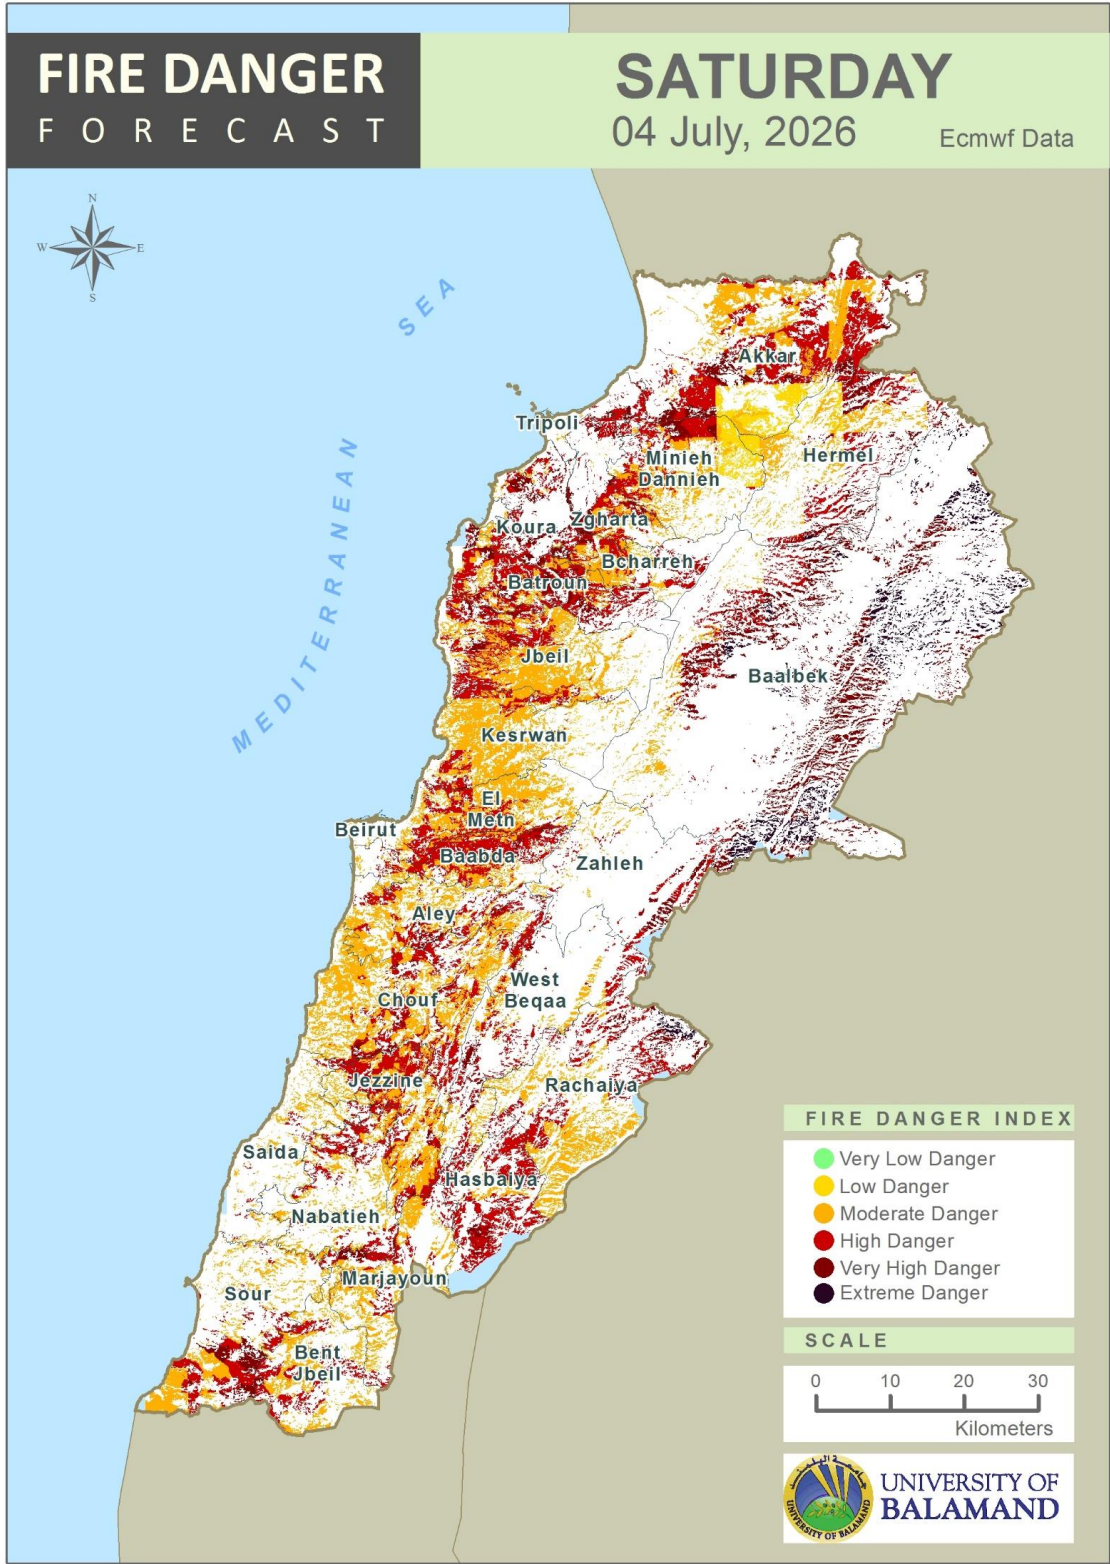 FIRE DANGER
FORECAST
SATURDAY
04 July, 2026
Ecmwf Data
N
W
E
S
MEDITERRANEAN SEA
Akkar
Tripoli
Minieh
Dannieh
Hermel
Koura
Zgharta
Bcharreh
Batroun
Jbeil
Baalbek
Kesrwan
El
Metn
Beirut
Baabda
Zahleh
Aley
West
Beqaa
Chouf
Jezzine
Rachaiya
Saida
Hasbaiya
Nabatieh
Marjayoun
Sour
Bent
Jbeil
FIRE DANGER INDEX
Very Low Danger
Low Danger
Moderate Danger
High Danger
Very High Danger
Extreme Danger
SCALE
0 10 20 30
Kilometers
UNIVERSITY OF BALAMAND
UNIVERSITY OF
BALAMAND